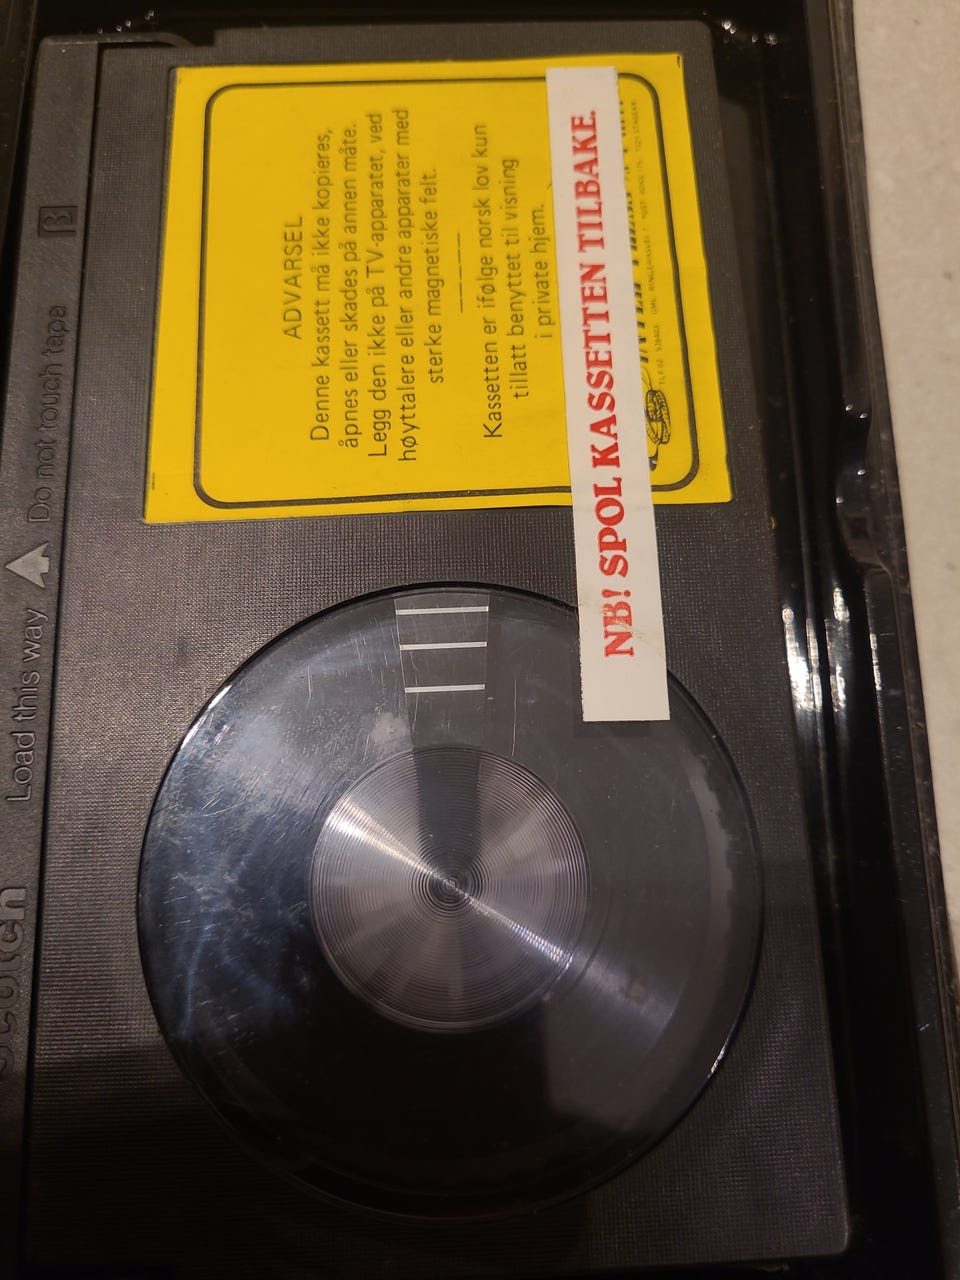 scotch
Load this way
Do not touch tape
β
ADVARSEL
Denne kasett må ikke kopieres,
åpnes eller skades på annen måte.
Legg den ikke på TV-apparatet, ved
høyttalere eller andre apparater med
sterke magnetiske felt.
Kassetten er ifølge norsk lov kun
tillatt benyttet til visning
i private hjem.
NB! SPOL KASSETTEN TILBAKE.